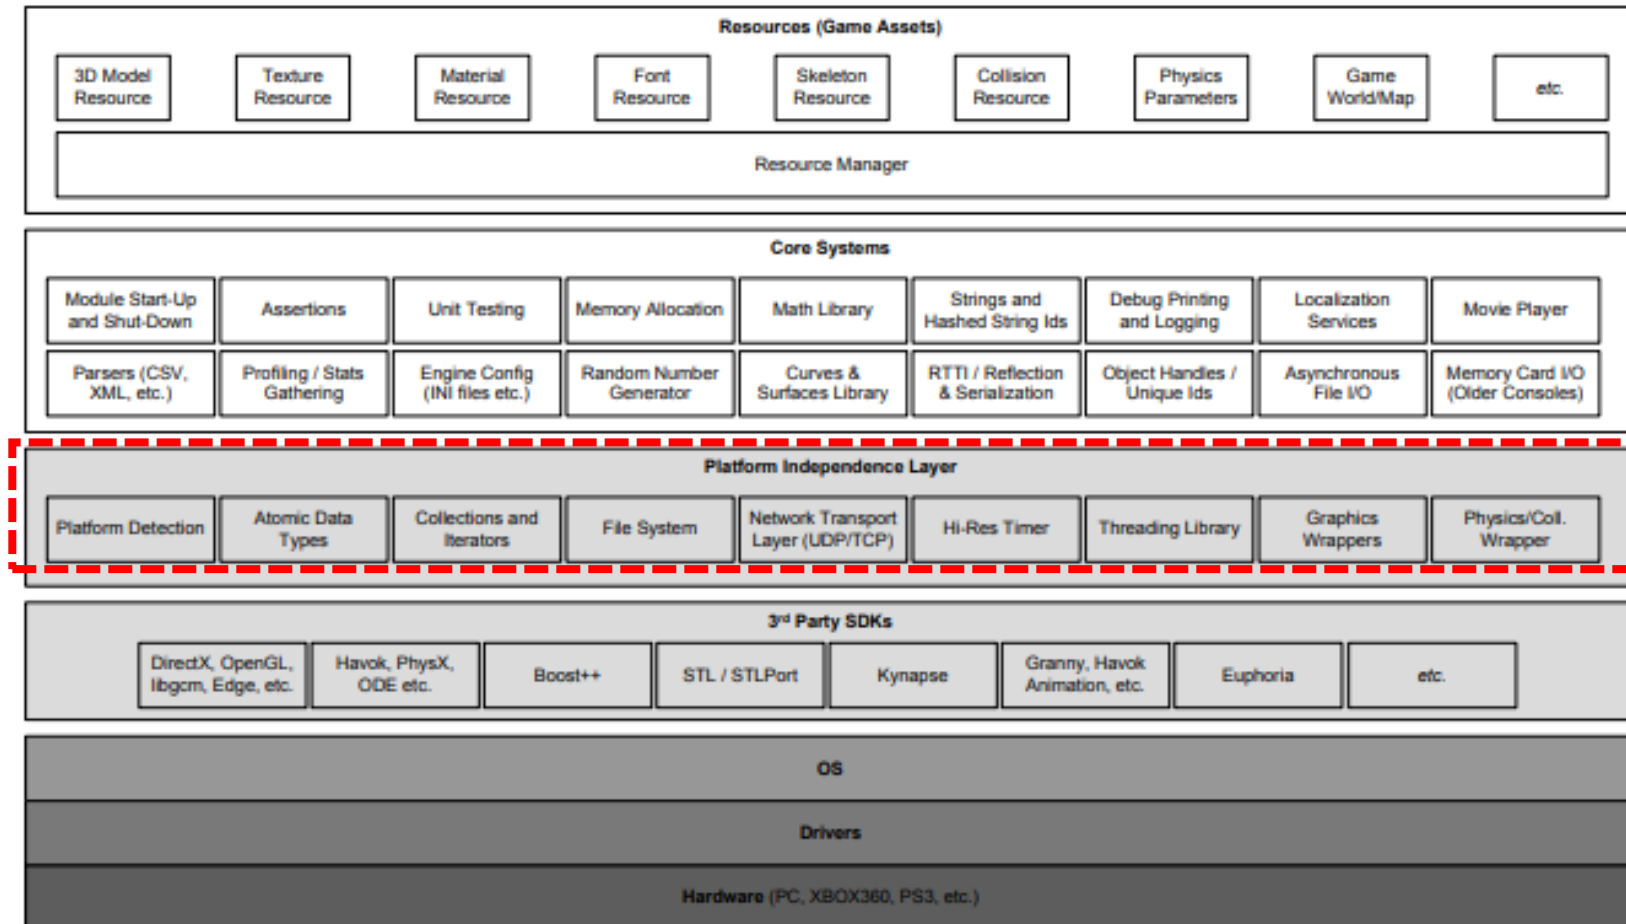 Resources (Game Assets)
3D Model
Resource
Texture
Resource
Material
Resource
Font
Resource
Skeleton
Resource
Collision
Resource
Physics
Parameters
Game
World/Map
etc.
Resource Manager
Core Systems
Module Start-Up
and Shut-Down
Assertions
Unit Testing
Memory Allocation
Math Library
Strings and
Hashed String Ids
Debug Printing
and Logging
Localization
Services
Movie Player
Parsers (CSV,
XML, etc.)
Profiling / Stats
Gathering
Engine Config
(INI files etc.)
Random Number
Generator
Curves &
Surfaces Library
RTTI / Reflection
& Serialization
Object Handles /
Unique Ids
Asynchronous
File I/O
Memory Card I/O
(Older Consoles)
Platform Independence Layer
Platform Detection
Atomic Data
Types
Collections and
Iterators
File System
Network Transport
Layer (UDP/TCP)
Hi-Res Timer
Threading Library
Graphics
Wrappers
Physics/Coll.
Wrapper
3rd Party SDKs
DirectX, OpenGL,
libgcm, Edge, etc.
Havok, PhysX,
ODE etc.
Boost++
STL / STLPort
Kynapse
Granny, Havok
Animation, etc.
Euphoria
etc.
OS
Drivers
Hardware (PC, XBOX360, PS3, etc.)